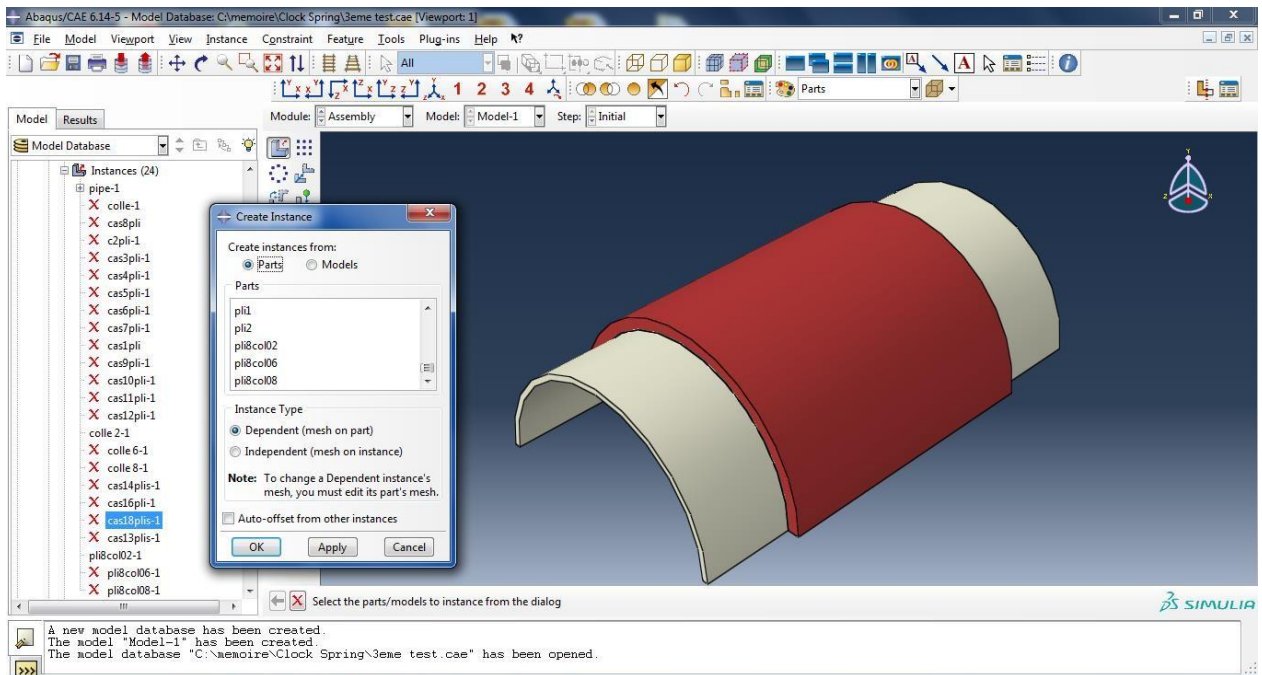 Abaqus/CAE 6.14-5 - Model Database: C:\memoire\Clock Spring\3eme test.cae [Viewport: 1]
File Model Viewport View Instance Constraint Feature Tools Plug-ins Help
All
1 2 3 4 Parts
Model Results
Module: Assembly Model: Model-1 Step: Initial
Model Database
Instances (24)
pipe-1
colle-1
cas8pli
c2pli-1
cas3pli-1
cas4pli-1
cas5pli-1
cas6pli-1
cas7pli-1
cas1pli
cas9pli-1
cas10pli-1
cas11pli-1
cas12pli-1
colle 2-1
colle 6-1
colle 8-1
cas14plis-1
cas16pli-1
cas18plis-1
cas13plis-1
pli8col02-1
pli8col06-1
pli8col08-1
Create Instance
Create instances from:
Parts Models
Parts
pli1
pli2
pli8col02
pli8col06
pli8col08
Instance Type
Dependent (mesh on part)
Independent (mesh on instance)
Note: To change a Dependent instance's
mesh, you must edit its part's mesh.
Auto-offset from other instances
OK Apply Cancel
Y
Z X
Select the parts/models to instance from the dialog
SIMULIA
A new model database has been created.
The model "Model-1" has been created.
The model database "C:\memoire\Clock Spring\3eme test.cae" has been opened.
>>>